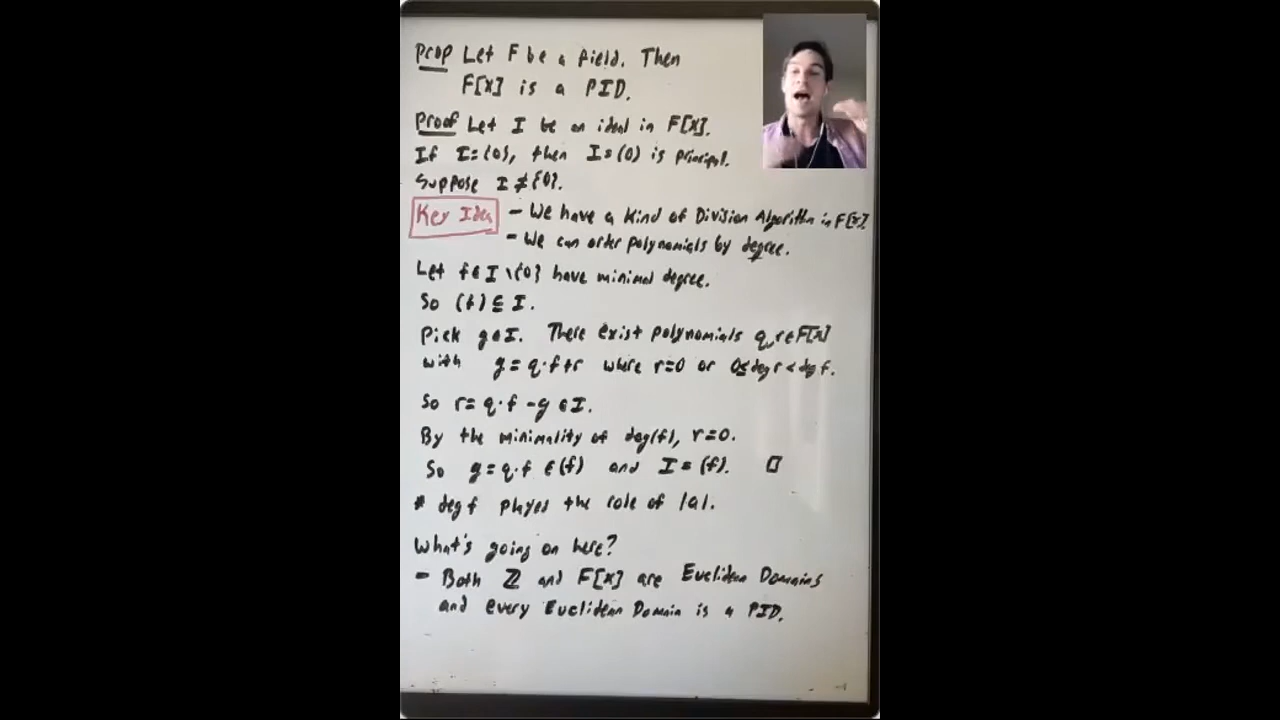 Prop Let F be a field. Then
F[x] is a PID.
Proof Let I be an ideal in F[x].
If I={0}, then I=(0) is principal.
Suppose I≠{0}.
Key Idea - We have a kind of Division Algorithm in F[x]
- We can order polynomials by degree.
Let f∈I\{0} have minimal degree.
So (f)⊆I.
Pick g∈I. There exist polynomials q,r∈F[x]
with g=q·f+r where r=0 or 0≤deg r<deg f.
So r=q·f-g∈I.
By the minimality of deg(f), r=0.
So g=q·f∈(f) and I=(f). □
* deg f played the role of |a|.
What's going on here?
- Both ℤ and F[x] are Euclidean Domains
and every Euclidean Domain is a PID.